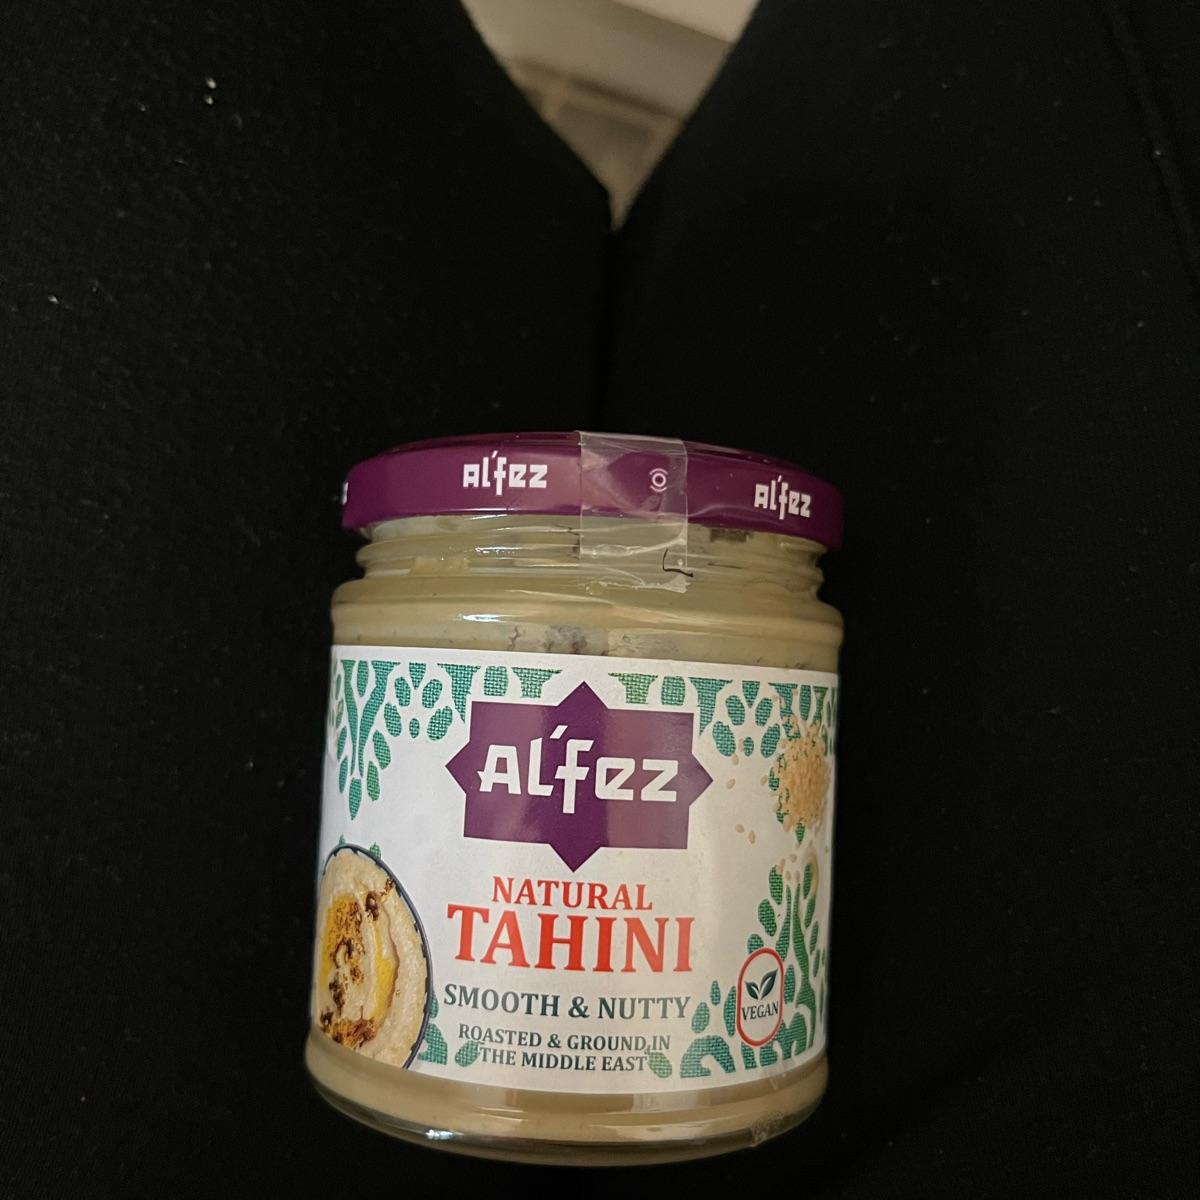 Al'fez
Al'fez
Al'fez
NATURAL
TAHINI
SMOOTH & NUTTY
ROASTED & GROUND IN
THE MIDDLE EAST
VEGAN